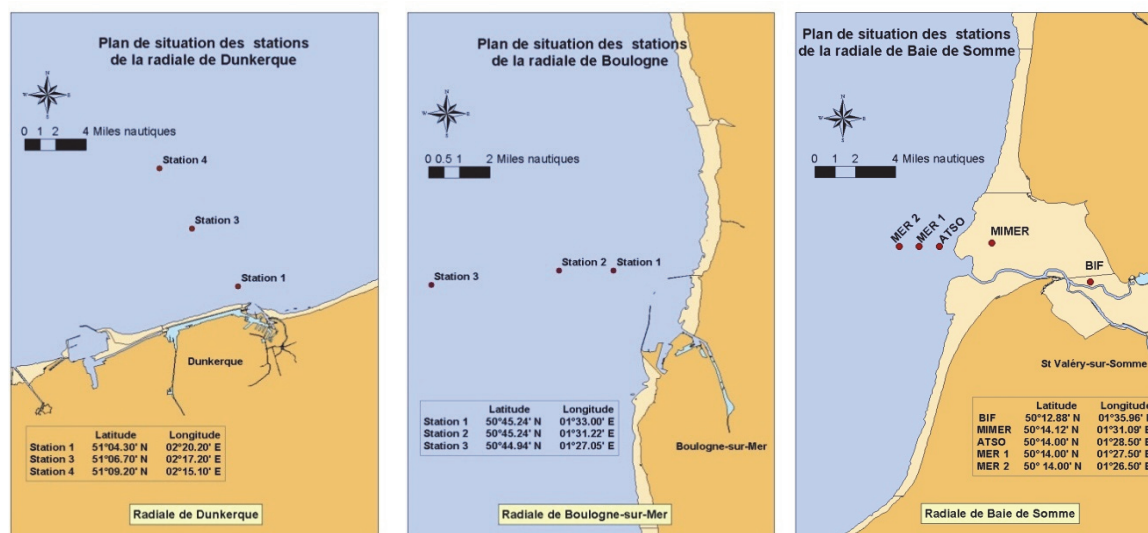 Plan de situation des stations
de la radiale de Dunkerque
N
W E
S
0 1 2 4 Miles nautiques
Station 4
Station 3
Station 1
Dunkerque
Latitude Longitude
Station 1 51°04.30' N 02°20.20' E
Station 3 51°06.70' N 02°17.20' E
Station 4 51°09.20' N 02°15.10' E
Radiale de Dunkerque
Plan de situation des stations
de la radiale de Boulogne
N
W E
S
0 0.5 1 2 Miles nautiques
Station 2 Station 1
Station 3
Latitude Longitude
Station 1 50°45.24' N 01°33.00' E
Station 2 50°45.24' N 01°31.22' E
Station 3 50°44.94' N 01°27.05' E
Boulogne-sur-Mer
Radiale de Boulogne-sur-Mer
Plan de situation des stations
de la radiale de Baie de Somme
N
W E
S
0 1 2 4 Miles nautiques
MER 2 MER 1 ATSO MIMER
BIF
St Valéry-sur-Somme
Latitude Longitude
BIF 50°12.88' N 01°35.96'
MIMER 50°14.12' N 01°31.09' E
ATSO 50°14.00' N 01°28.50' E
MER 1 50°14.00' N 01°27.50' E
MER 2 50° 14.00' N 01°26.50' E
Radiale de Baie de Somme